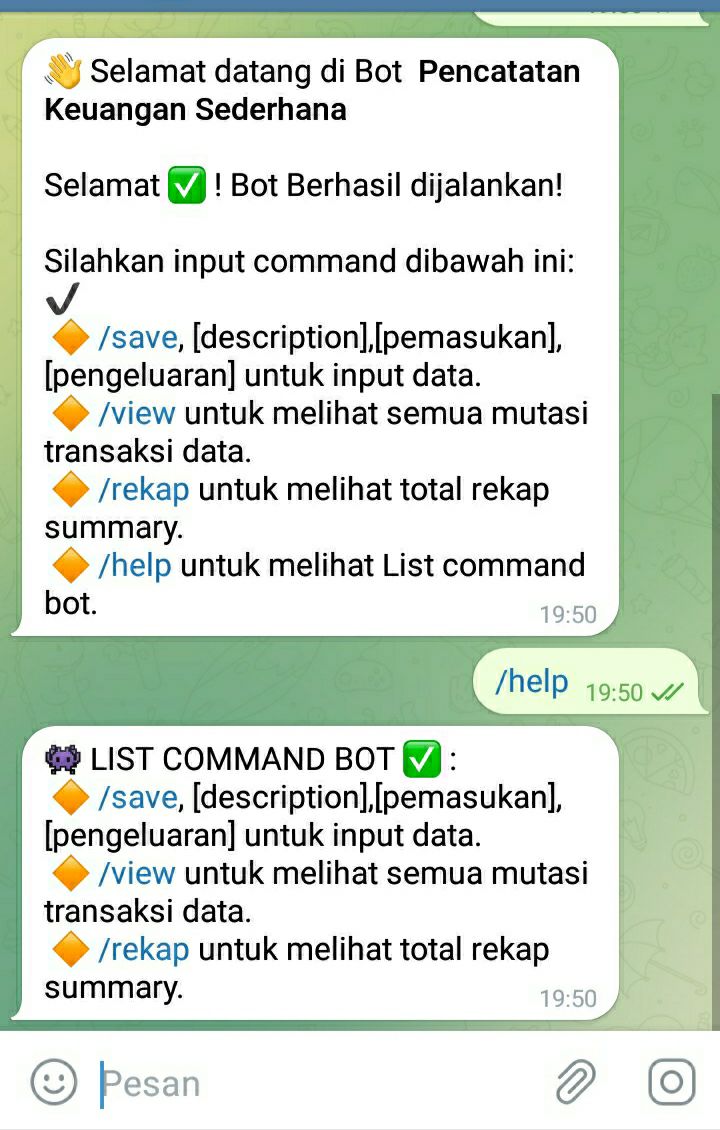 👋 Selamat datang di Bot Pencatatan
Keuangan Sederhana
Selamat ✅ ! Bot Berhasil dijalankan!
Silahkan input command dibawah ini:
✔
🔶 /save, [description],[pemasukan],
[pengeluaran] untuk input data.
🔶 /view untuk melihat semua mutasi
transaksi data.
🔶 /rekap untuk melihat total rekap
summary.
🔶 /help untuk melihat List command
bot.
19:50
/help 19:50
👾 LIST COMMAND BOT ✅ :
🔶 /save, [description],[pemasukan],
[pengeluaran] untuk input data.
🔶 /view untuk melihat semua mutasi
transaksi data.
🔶 /rekap untuk melihat total rekap
summary.
19:50
Pesan